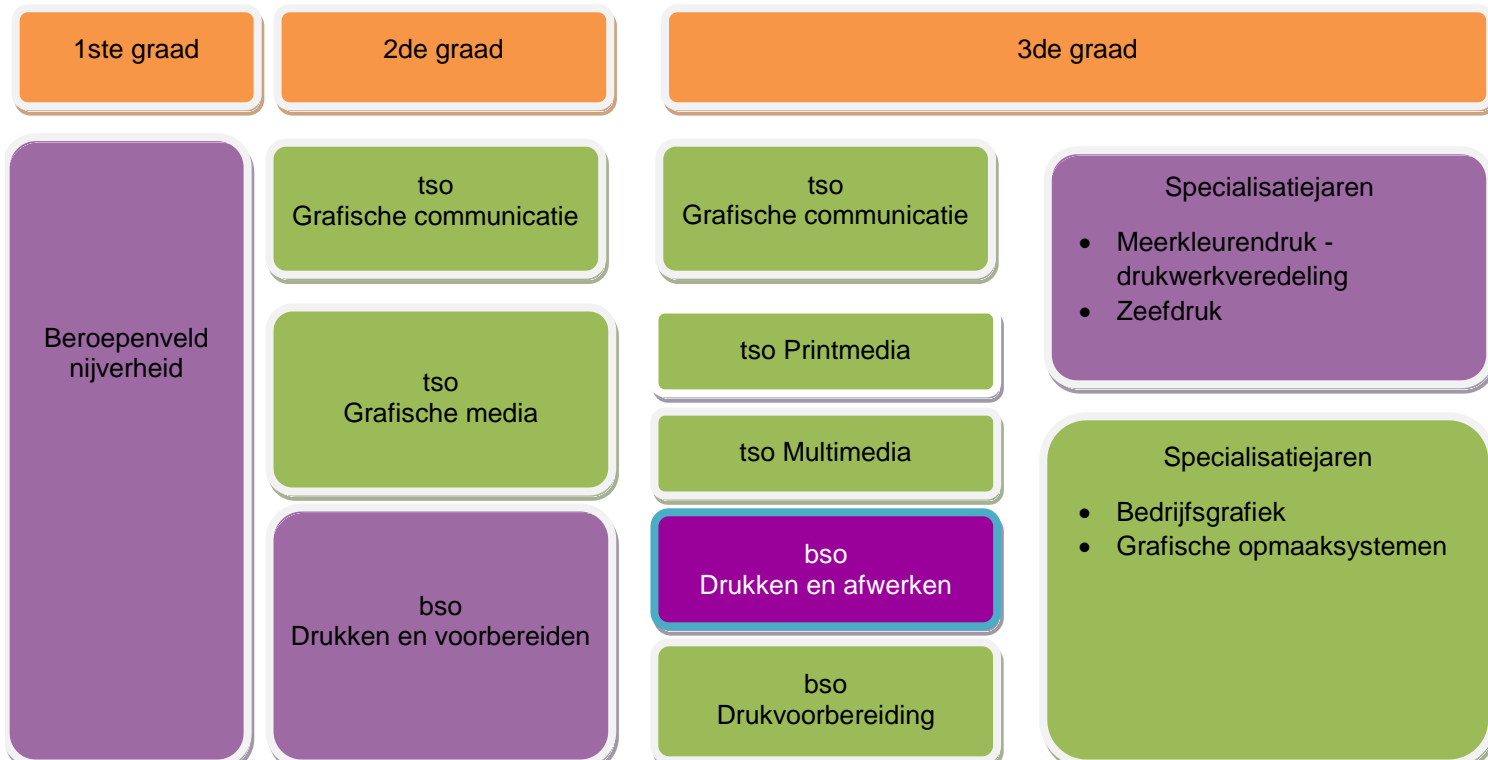 1ste graad
2de graad
3de graad
Beroepenveld
nijverheid
tso
Grafische communicatie
tso
Grafische media
bso
Drukken en voorbereiden
tso
Grafische communicatie
tso Printmedia
tso Multimedia
bso
Drukken en afwerken
bso
Drukvoorbereiding
Specialisatiejaren
• Meerkleurendruk -
drukwerkveredeling
• Zeefdruk
Specialisatiejaren
• Bedrijfsgrafiek
• Grafische opmaaksystemen